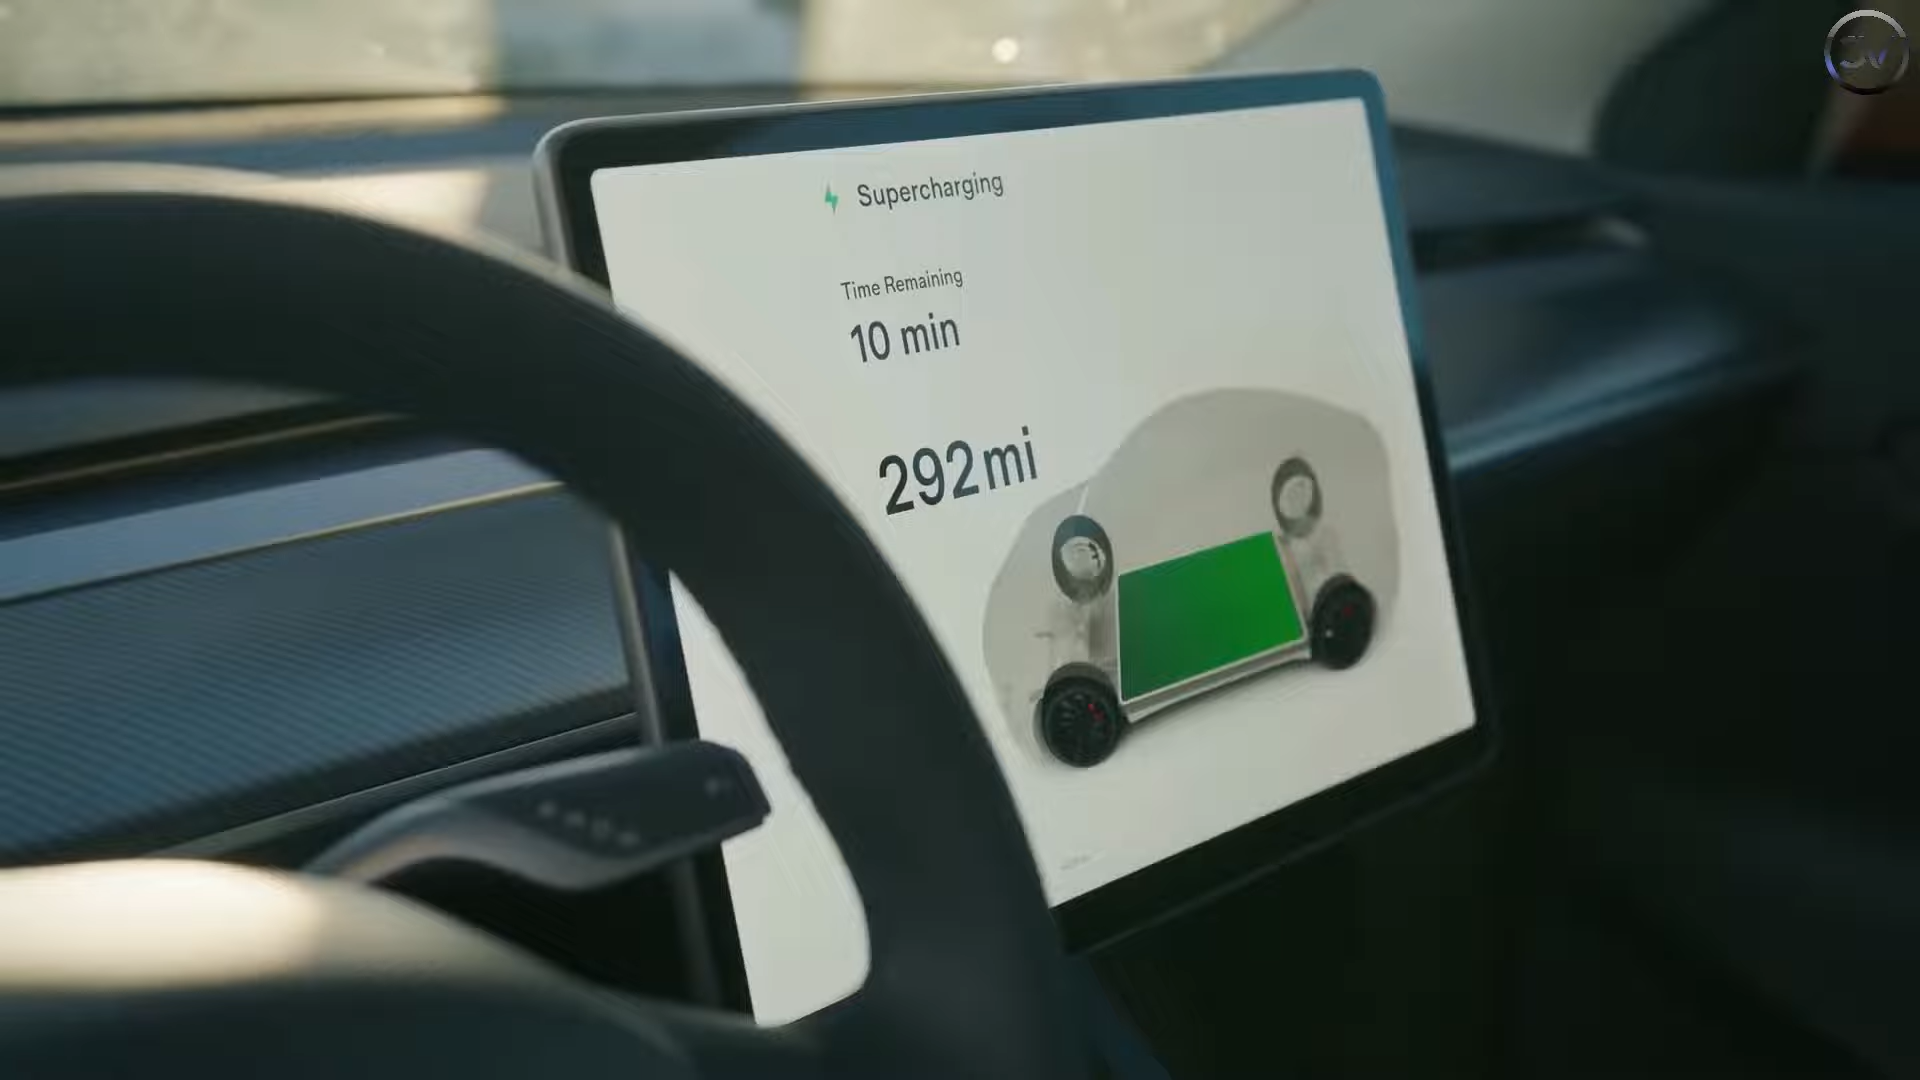 Supercharging
Time Remaining
10 min
292mi